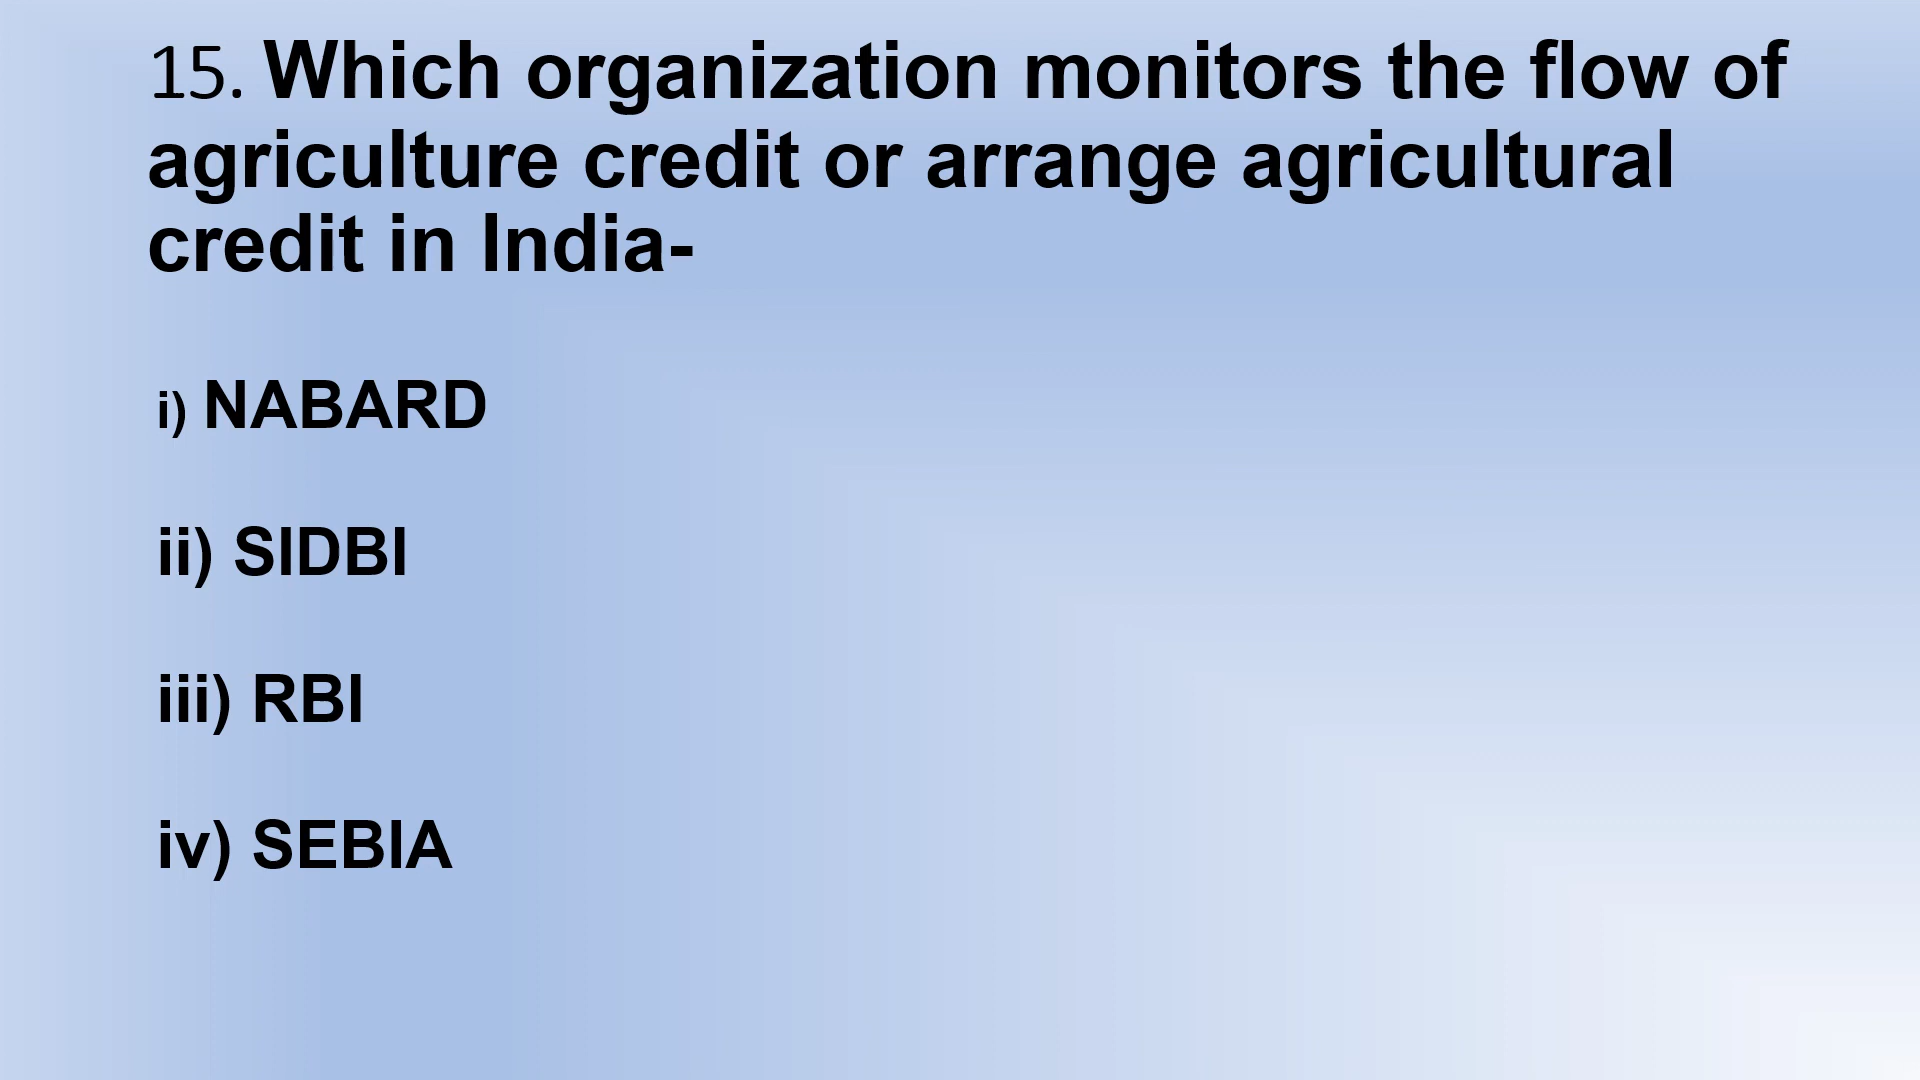 15. Which organization monitors the flow of
agriculture credit or arrange agricultural
credit in India-
i) NABARD
ii) SIDBI
iii) RBI
iv) SEBIA